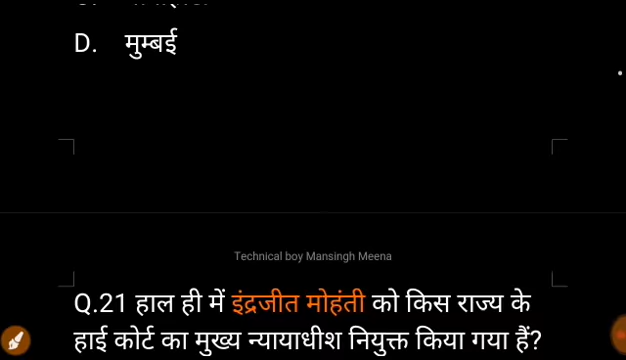 D. मुम्बई
Technical boy Mansingh Meena
Q.21 हाल ही में इंद्रजीत मोहंती को किस राज्य के
हाई कोर्ट का मुख्य न्यायाधीश नियुक्त किया गया हैं?